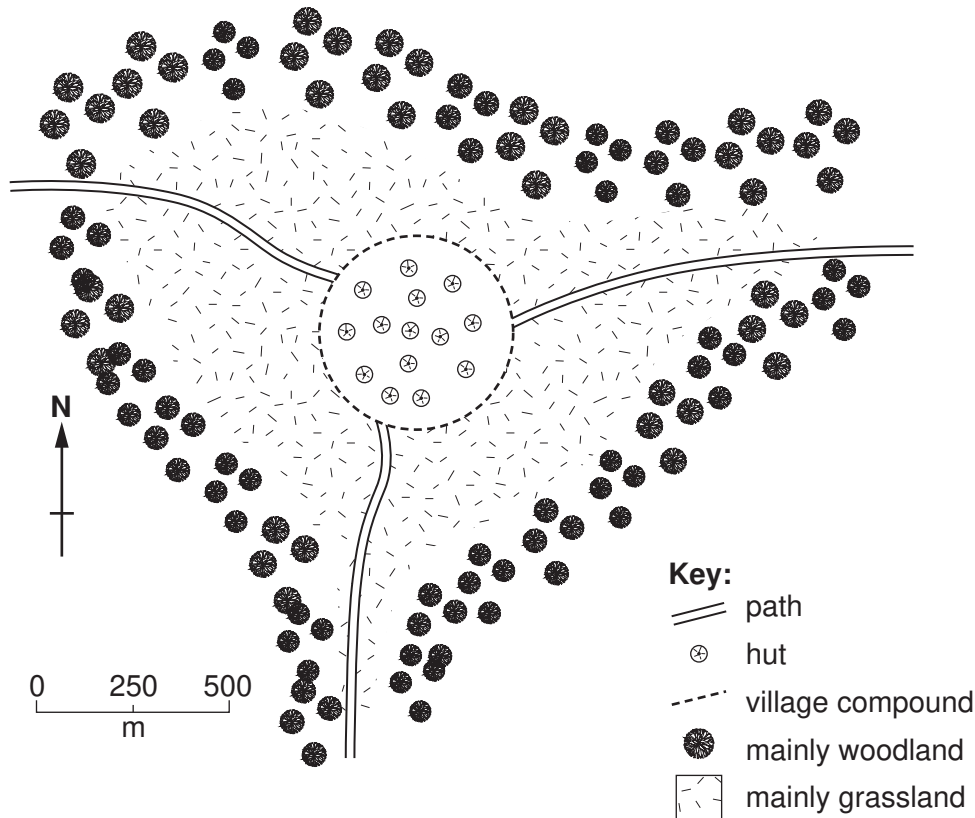 N
0 250 500
m
Key:
path
hut
village compound
mainly woodland
mainly grassland